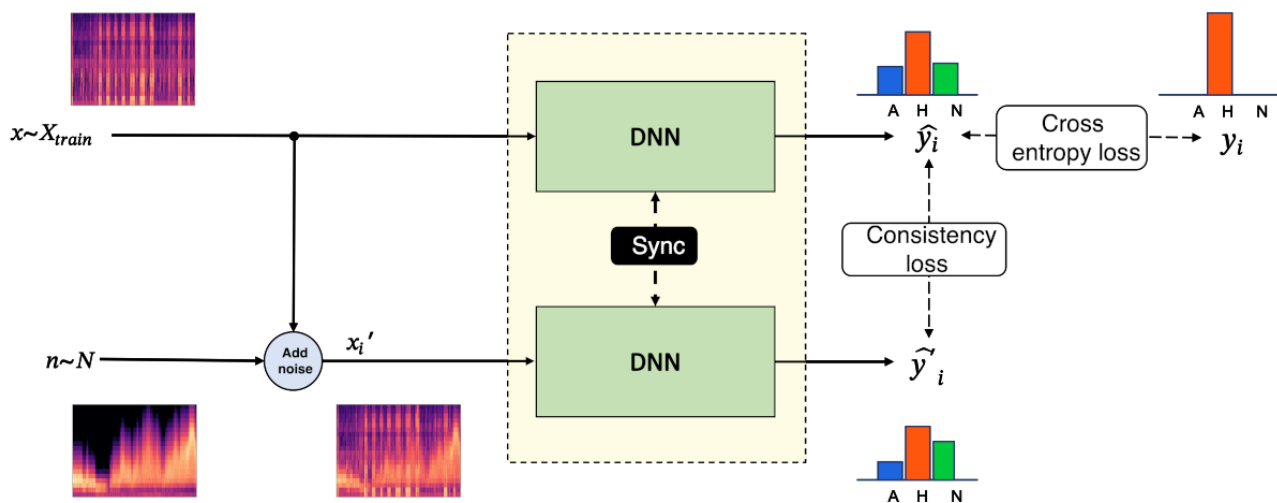 A H N
A H N
x~X_train
DNN
ŷ_i
Cross
entropy loss
y_i
Sync
Consistency
loss
n~N
Add
noise
x_i′
DNN
ŷ′_i
A H N